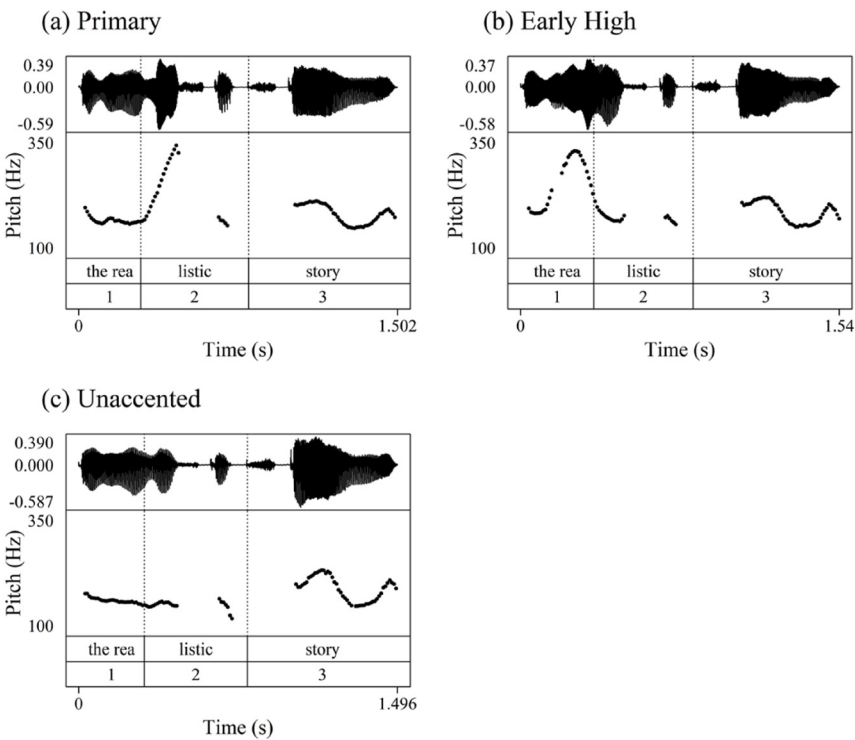 (a) Primary
0.39
0.00
-0.59
350
Pitch (Hz)
100
the rea listic story
1 2 3
0 1.502
Time (s)
(b) Early High
0.37
0.00
-0.58
350
Pitch (Hz)
100
the rea listic story
1 2 3
0 1.54
Time (s)
(c) Unaccented
0.390
0.000
-0.587
350
Pitch (Hz)
100
the rea listic story
1 2 3
0 1.496
Time (s)